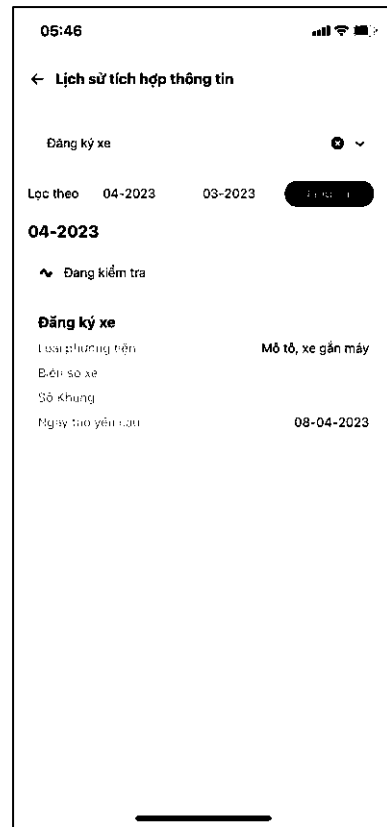 05:46
← Lịch sử tích hợp thông tin
Đăng ký xe
Lọc theo 04-2023 03-2023
04-2023
Đang kiểm tra
Đăng ký xe
Loại phương tiện Mô tô, xe gắn máy
Biển số xe
Số Khung
Ngày tạo yêu cầu 08-04-2023